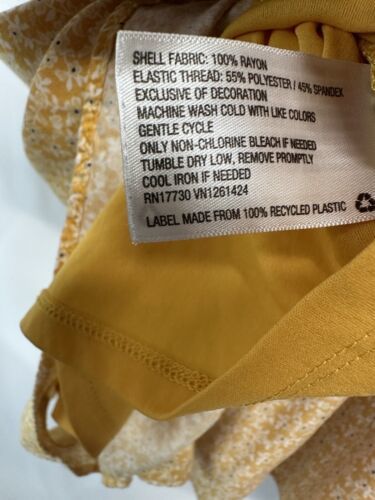 SHELL FABRIC: 100% RAYON
ELASTIC THREAD: 55% POLYESTER / 45% SPANDEX
EXCLUSIVE OF DECORATION
MACHINE WASH COLD WITH LIKE COLORS
GENTLE CYCLE
ONLY NON-CHLORINE BLEACH IF NEEDED
TUMBLE DRY LOW, REMOVE PROMPTLY
COOL IRON IF NEEDED
RN17730 VN1261424
LABEL MADE FROM 100% RECYCLED PLASTIC